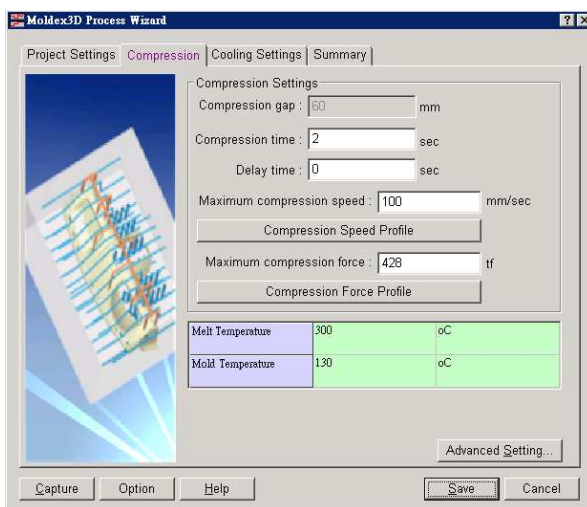 Moldex3D Process Wizard
Project Settings Compression Cooling Settings Summary
Compression Settings
Compression gap : 60 mm
Compression time : 2 sec
Delay time : 0 sec
Maximum compression speed : 100 mm/sec
Compression Speed Profile
Maximum compression force : 428 tf
Compression Force Profile
Melt Temperature 300 oC
Mold Temperature 130 oC
Advanced Setting...
Capture Option Help Save Cancel